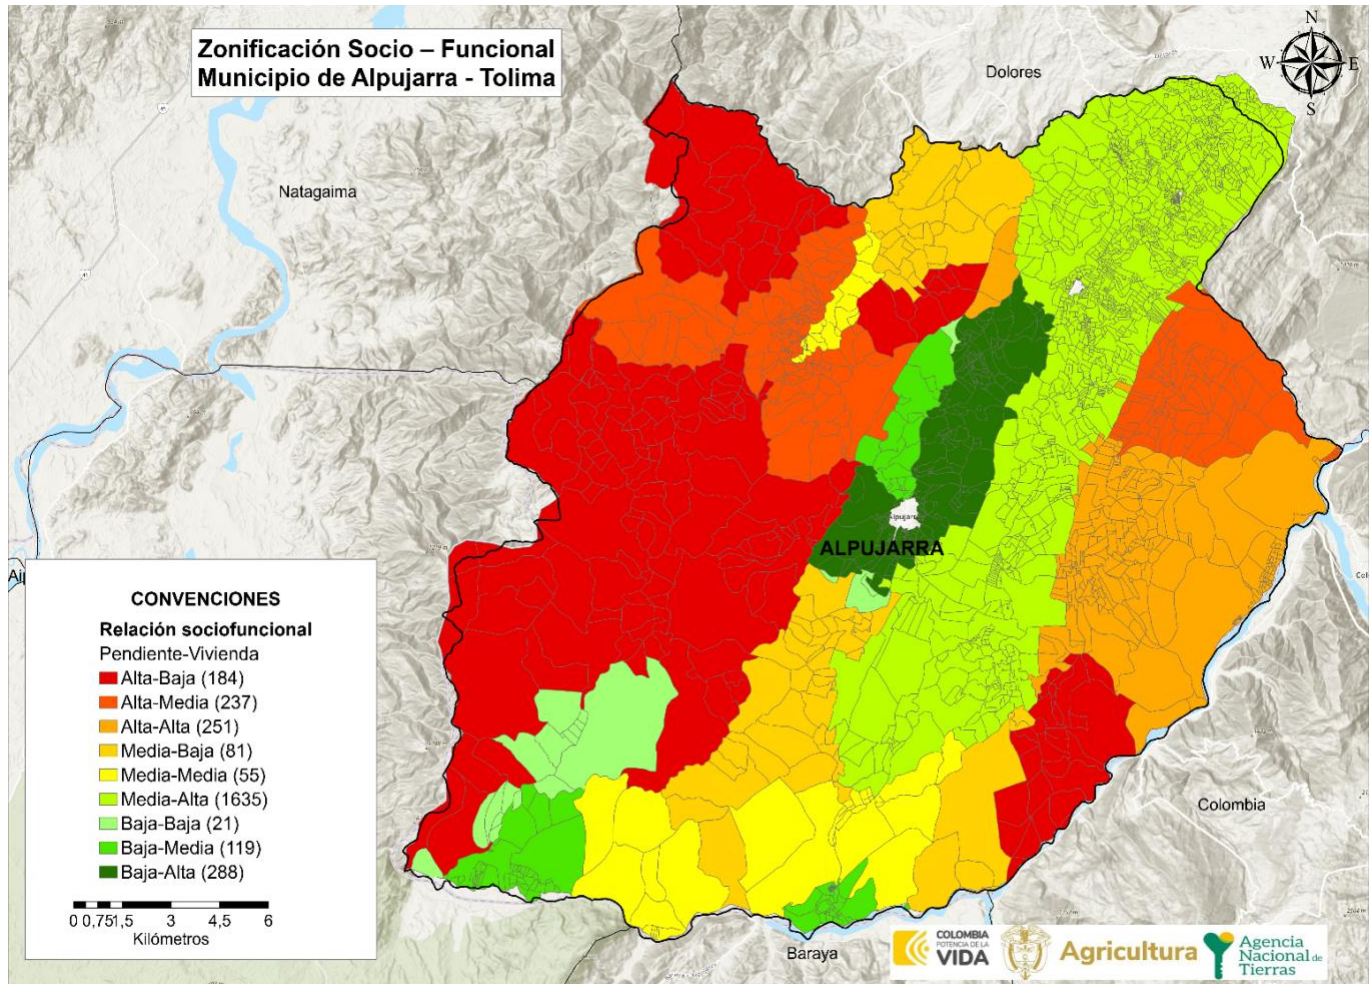 Zonificación Socio – Funcional
Municipio de Alpujarra - Tolima
N
W E
S
Dolores
Natagaima
45
45
Alpujarra
ALPUJARRA
CONVENCIONES
Relación sociofuncional
Pendiente-Vivienda
Alta-Baja (184)
Alta-Media (237)
Alta-Alta (251)
Media-Baja (81)
Media-Media (55)
Media-Alta (1635)
Baja-Baja (21)
Baja-Media (119)
Baja-Alta (288)
0 0,75 1,5 3 4,5 6
Kilómetros
Colombia
Baraya
COLOMBIA
POTENCIA DE LA
VIDA
Agricultura
Agencia
Nacional de
Tierras